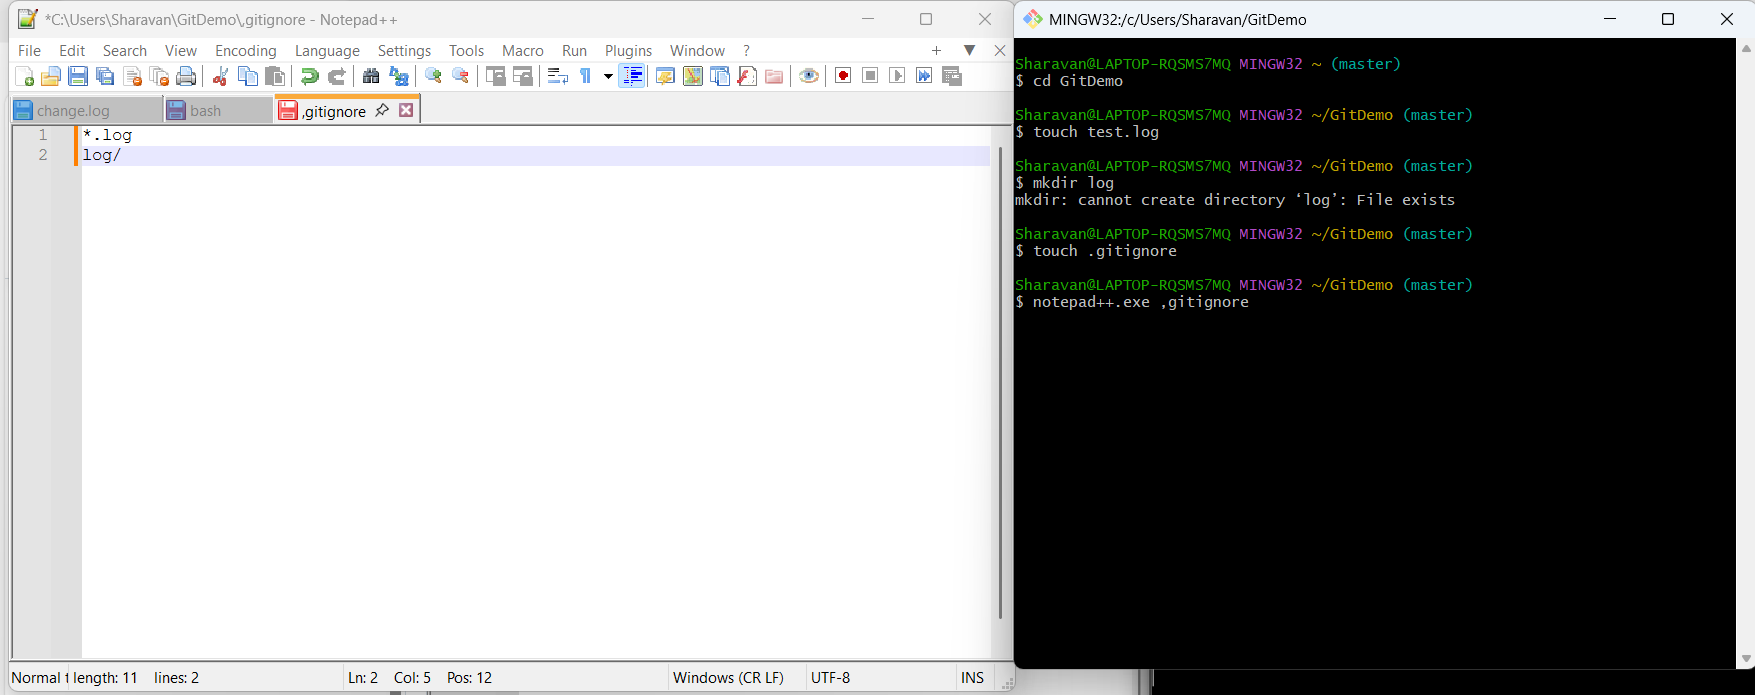 *C:\Users\Sharavan\GitDemo\,gitignore - Notepad++
File Edit Search View Encoding Language Settings Tools Macro Run Plugins Window ?
change.log bash ,gitignore
1 *.log
2 log/
Normal t length: 11 lines: 2 Ln: 2 Col: 5 Pos: 12 Windows (CR LF) UTF-8 INS
MINGW32:/c/Users/Sharavan/GitDemo
Sharavan@LAPTOP-RQSMS7MQ MINGW32 ~ (master)
$ cd GitDemo
Sharavan@LAPTOP-RQSMS7MQ MINGW32 ~/GitDemo (master)
$ touch test.log
Sharavan@LAPTOP-RQSMS7MQ MINGW32 ~/GitDemo (master)
$ mkdir log
mkdir: cannot create directory ‘log’: File exists
Sharavan@LAPTOP-RQSMS7MQ MINGW32 ~/GitDemo (master)
$ touch .gitignore
Sharavan@LAPTOP-RQSMS7MQ MINGW32 ~/GitDemo (master)
$ notepad++.exe ,gitignore